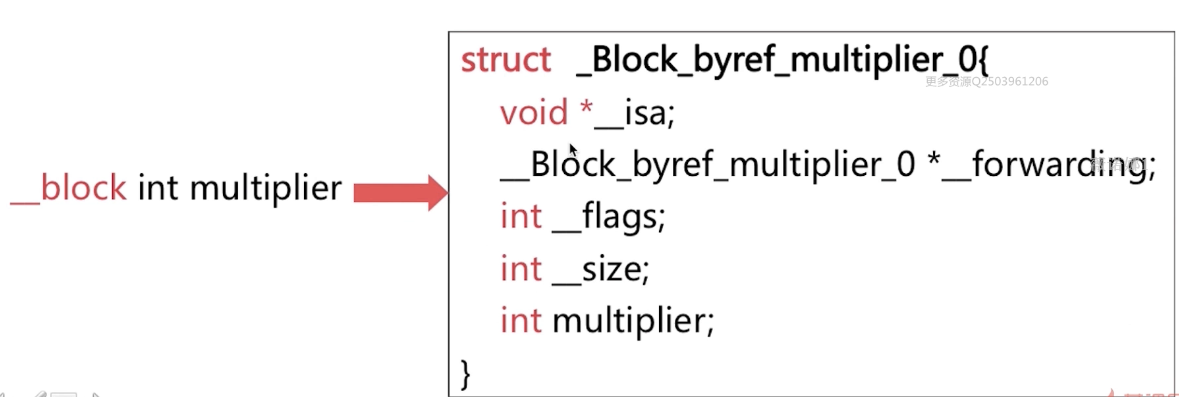 struct _Block_byref_multiplier_0{
更多资源Q2503961206
void *__isa;
__Block_byref_multiplier_0 *__forwarding;
__block int multiplier
int __flags;
int __size;
int multiplier;
}